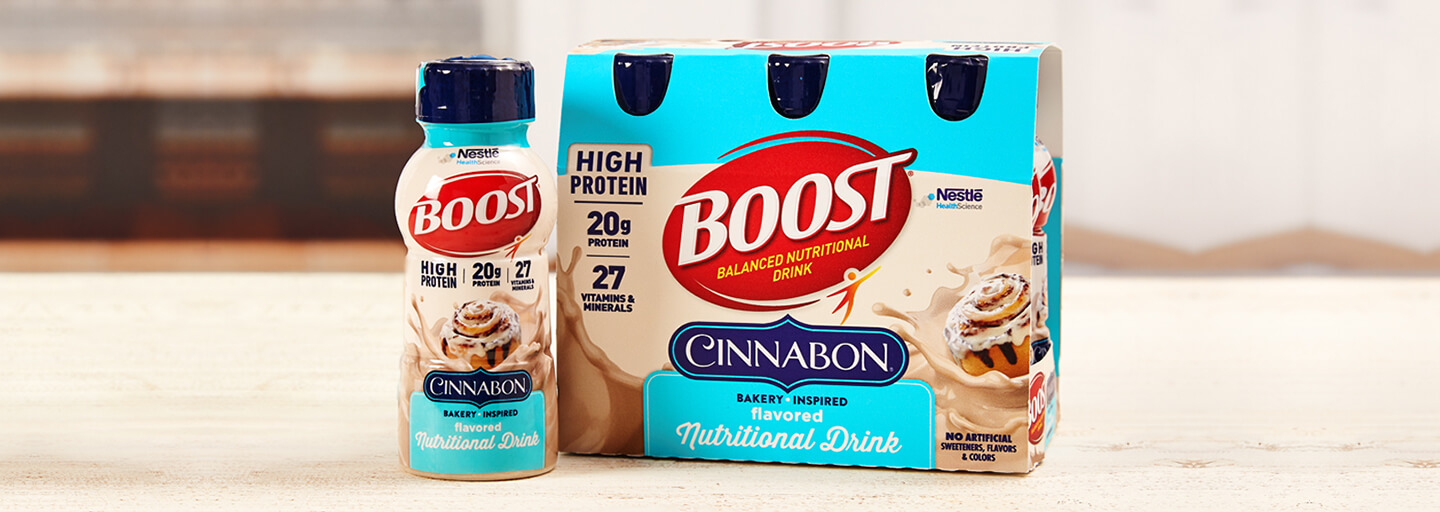 Nestlé
HealthScience
BOOST
HIGH
PROTEIN
20g
PROTEIN
27
VITAMINS &
MINERALS
CINNABON
BAKERY • INSPIRED
flavored
Nutritional Drink
HIGH
PROTEIN
20g
PROTEIN
27
VITAMINS &
MINERALS
BOOST
BALANCED NUTRITIONAL
DRINK
Nestlé
HealthScience
CINNABON
BAKERY • INSPIRED
flavored
Nutritional Drink
NO ARTIFICIAL
SWEETENERS, FLAVORS
& COLORS